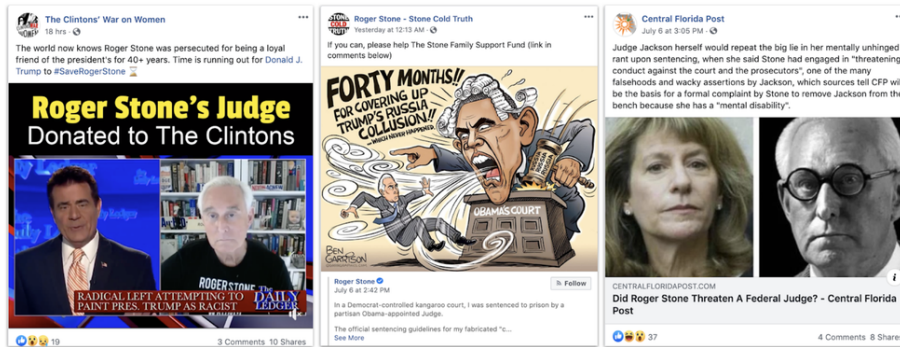 The Clintons' War on Women
18 hrs ·
The world now knows Roger Stone was persecuted for being a loyal
friend of the president's for 40+ years. Time is running out for Donald J.
Trump to #SaveRogerStone
Roger Stone's Judge
Donated to The Clintons
ROGER STONE
RADICAL LEFT ATTEMPTING TO
PAINT PRES. TRUMP AS RACIST
THE DAILY
LEDGER
19
3 Comments 10 Shares
STONE
COLD
TRUTH
Roger Stone - Stone Cold Truth
Yesterday at 12:13 AM ·
If you can, please help The Stone Family Support Fund (link in
comments below)
FORTY MONTHS!!
FOR COVERING UP
TRUMP'S RUSSIA
COLLUSION!!
...WHICH NEVER HAPPENED.
OBAMA'S COURT
BEN
GARRISON
Roger Stone
July 6 at 2:42 PM
Follow
In a Democrat-controlled kangaroo court, I was sentenced to prison by a
partisan Obama-appointed Judge.
The official sentencing guidelines for my fabricated "c...
See More
Central Florida Post
July 6 at 3:05 PM ·
Judge Jackson herself would repeat the big lie in her mentally unhinged
rant upon sentencing, when she said Stone had engaged in "threatening
conduct against the court and the prosecutors", one of the many
falsehoods and wacky assertions by Jackson, which sources tell CFP wil
be the basis for a formal complaint by Stone to remove Jackson from the
bench because she has a "mental disability".
CENTRALFLORIDAPOST.COM
Did Roger Stone Threaten A Federal Judge? - Central Florida
Post
37
4 Comments 8 Share